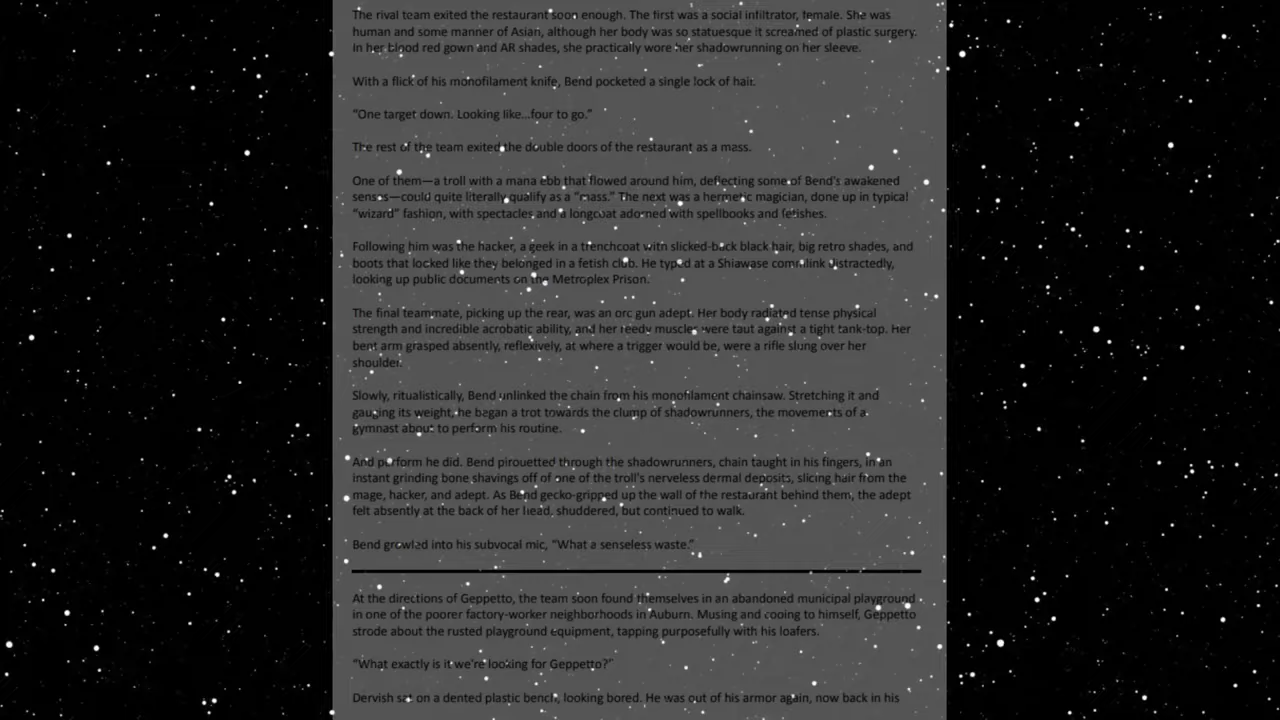 The rival team exited the restaurant soon enough. The first was a social infiltrator, female. She was
human and some manner of Asian, although her body was so statuesque it screamed of plastic surgery.
In her blood red gown and AR shades, she practically wore her shadowrunning on her sleeve.
With a flick of his monofilament knife, Bend pocketed a single lock of hair.
“One target down. Looking like…four to go.”
The rest of the team exited the double doors of the restaurant as a mass.
One of them—a troll with a mana ebb that flowed around him, deflecting some of Bend's awakened
senses—could quite literally qualify as a “mass.” The next was a hermetic magician, done up in typical
“wizard” fashion, with spectacles and a longcoat adorned with spellbooks and fetishes.
Following him was the hacker, a geek in a trenchcoat with slicked-back black hair, big retro shades, and
boots that looked like they belonged in a fetish club. He typed at a Shiawase commlink distractedly,
looking up public documents on the Metroplex Prison.
The final teammate, picking up the rear, was an orc gun adept. Her body radiated tense physical
strength and incredible acrobatic ability, and her reedy muscles were taut against a tight tank-top. Her
bent arm grasped absently, reflexively, at where a trigger would be, were a rifle slung over her
shoulder.
Slowly, ritualistically, Bend unlinked the chain from his monofilament chainsaw. Stretching it and
gauging its weight, he began a trot towards the clump of shadowrunners, the movements of a
gymnast about to perform his routine.
And perform he did. Bend pirouetted through the shadowrunners, chain taught in his fingers, in an
instant grinding bone shavings off of one of the troll's nerveless dermal deposits, slicing hair from the
mage, hacker, and adept. As Bend gecko-gripped up the wall of the restaurant behind them, the adept
felt absently at the back of her head, shuddered, but continued to walk.
Bend growled into his subvocal mic, “What a senseless waste.”
At the directions of Geppetto, the team soon found themselves in an abandoned municipal playground
in one of the poorer factory-worker neighborhoods in Auburn. Musing and cooing to himself, Geppetto
strode about the rusted playground equipment, tapping purposefully with his loafers.
“What exactly is it we're looking for Geppetto?”
Dervish sat on a dented plastic bench, looking bored. He was out of his armor again, now back in his